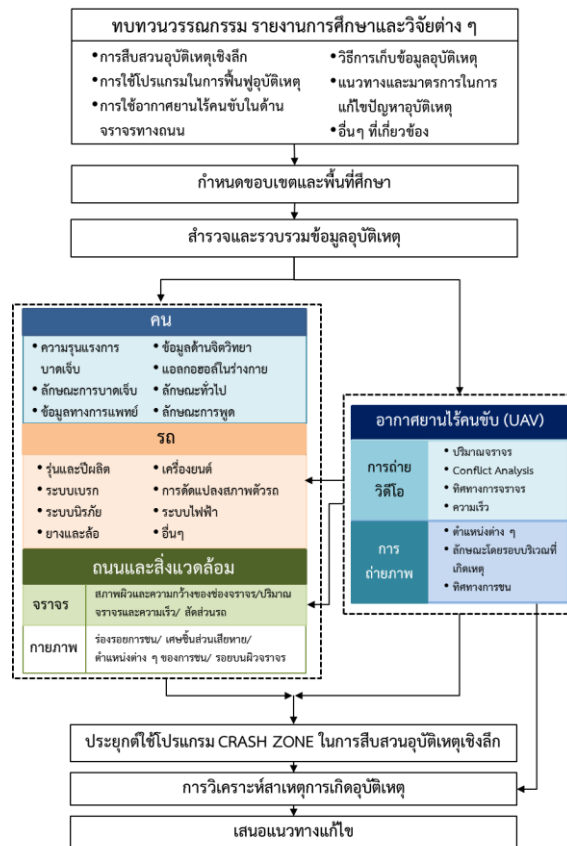 ทบทวนวรรณกรรม รายงานการศึกษาและวิจัยต่าง ๆ
•การสืบสวนอุบัติเหตุเชิงลึก
•การใช้โปรแกรมในการฟื้นฟูอุบัติเหตุ
•การใช้อากาศยานไร้คนขับในด้าน
จราจรทางถนน
•วิธีการเก็บข้อมูลอุบัติเหตุ
•แนวทางและมาตรการในการ
แก้ไขปัญหาอุบัติเหตุ
•อื่นๆ ที่เกี่ยวข้อง
กำหนดขอบเขตและพื้นที่ศึกษา
สำรวจและรวบรวมข้อมูลอุบัติเหตุ
คน
• ความรุนแรงการ
บาดเจ็บ
• ลักษณะการบาดเจ็บ
• ข้อมูลทางการแพทย์
• ข้อมูลด้านจิตวิทยา
• แอลกอฮอล์ในร่างกาย
• ลักษณะทั่วไป
• ลักษณะการพูด
รถ
• รุ่นและปีผลิต
• ระบบเบรก
• ระบบนิรภัย
• ยางและล้อ
• เครื่องยนต์
• การดัดแปลงสภาพตัวรถ
• ระบบไฟฟ้า
• อื่นๆ
ถนนและสิ่งแวดล้อม
จราจร
สภาพผิวและความกว้างของช่องจราจร/ปริมาณ
จราจรและความเร็ว/ สัดส่วนรถ
กายภาพ
ร่องรอยการชน/ เศษชิ้นส่วนเสียหาย/
ตำแหน่งต่าง ๆ ของการชน/ รอยบนผิวจราจร
อากาศยานไร้คนขับ (UAV)
การถ่าย
วิดีโอ
• ปริมาณจราจร
• Conflict Analysis
• ทิศทางการจราจร
• ความเร็ว
การ
ถ่ายภาพ
• ตำแหน่งต่าง ๆ
• ลักษณะโดยรอบบริเวณที่
เกิดเหตุ
• ทิศทางการชน
ประยุกต์ใช้โปรแกรม CRASH ZONE ในการสืบสวนอุบัติเหตุเชิงลึก
การวิเคราะห์สาเหตุการเกิดอุบัติเหตุ
เสนอแนวทางแก้ไข